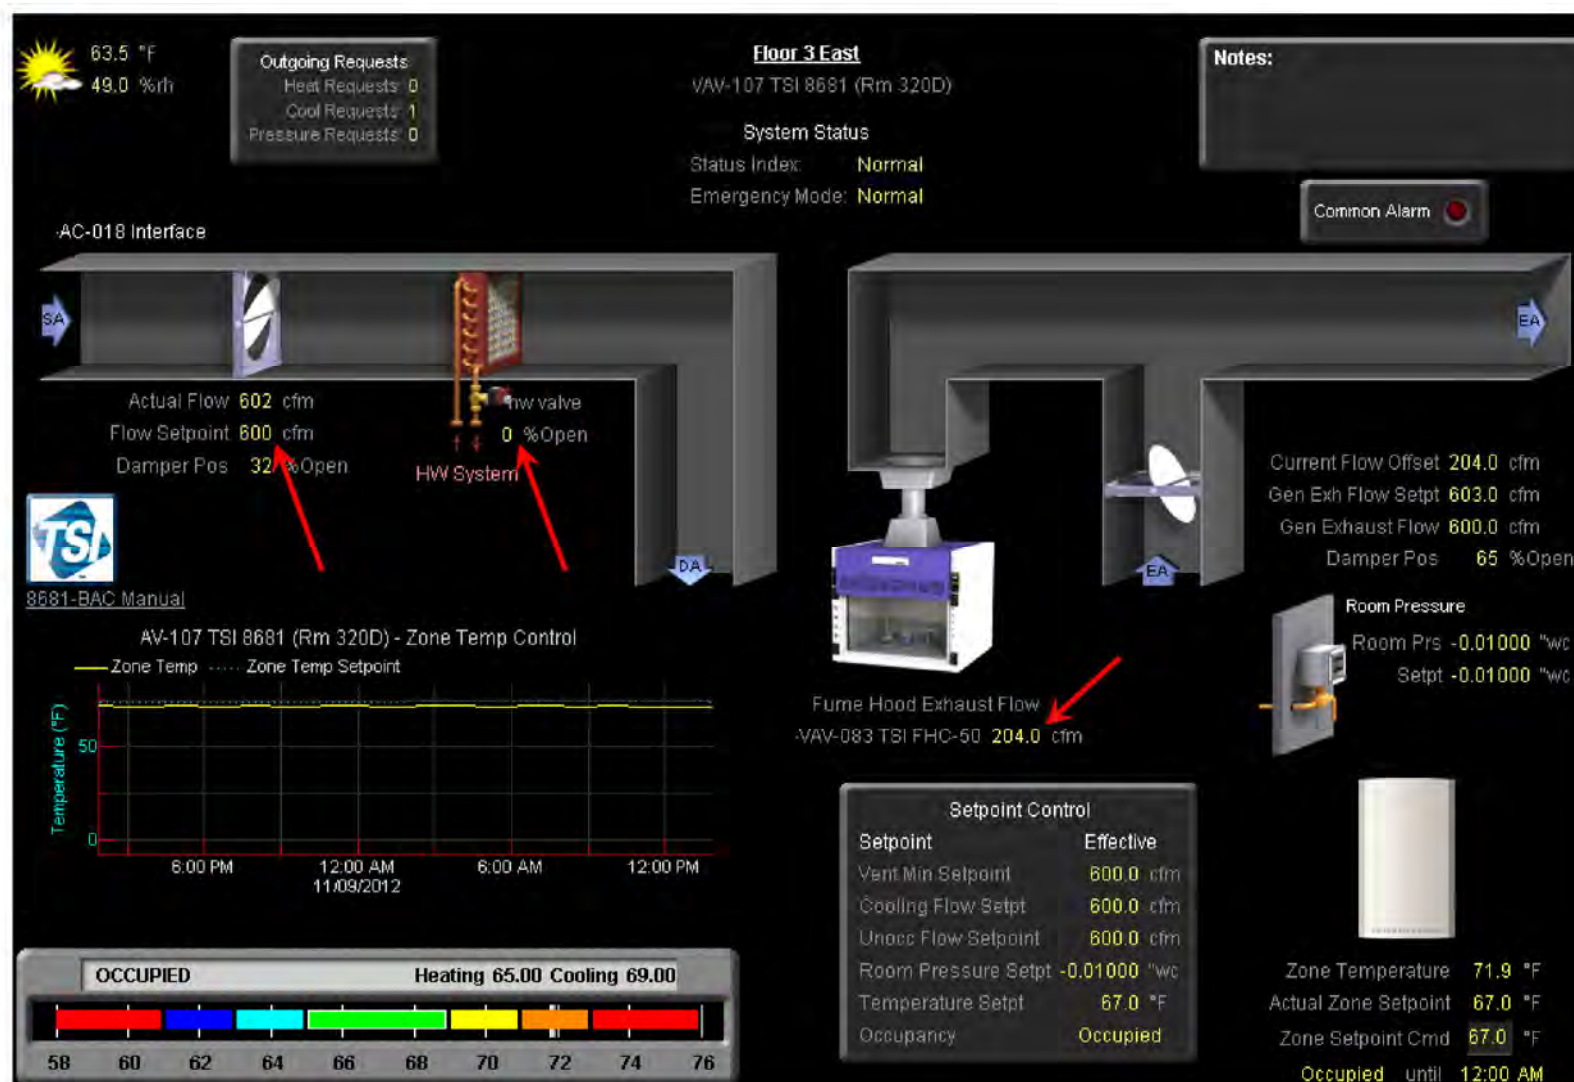 63.5 °F
49.0 %rh
Outgoing Requests
Heat Requests 0
Cool Requests 1
Pressure Requests 0
Floor 3 East
VAV-107 TSI 8681 (Rm 320D)
System Status
Status Index: Normal
Emergency Mode: Normal
Notes:
Common Alarm
-AC-018 Interface
SA
EA
Actual Flow 602 cfm
Flow Setpoint 600 cfm
Damper Pos 32 %Open
hw valve
0 %Open
HW System
DA
EA
Current Flow Offset 204.0 cfm
Gen Exh Flow Setpt 603.0 cfm
Gen Exhaust Flow 600.0 cfm
Damper Pos 65 %Open
TSI
8681-BAC Manual
Room Pressure
Room Prs -0.01000 "wc
Setpt -0.01000 "wc
AV-107 TSI 8681 (Rm 320D) - Zone Temp Control
Zone Temp Zone Temp Setpoint
Temperature (°F)
50
0
6:00 PM 12:00 AM 6:00 AM 12:00 PM
11/09/2012
Fume Hood Exhaust Flow
-VAV-083 TSI FHC-50 204.0 cfm
Setpoint Control
Setpoint Effective
Vent Min Setpoint 600.0 cfm
Cooling Flow Setpt 600.0 cfm
Unocc Flow Setpoint 600.0 cfm
Room Pressure Setpt -0.01000 "wc
Temperature Setpt 67.0 °F
Occupancy Occupied
OCCUPIED Heating 65.00 Cooling 69.00
58 60 62 64 66 68 70 72 74 76
Zone Temperature 71.9 °F
Actual Zone Setpoint 67.0 °F
Zone Setpoint Cmd 67.0 °F
Occupied until 12:00 AM